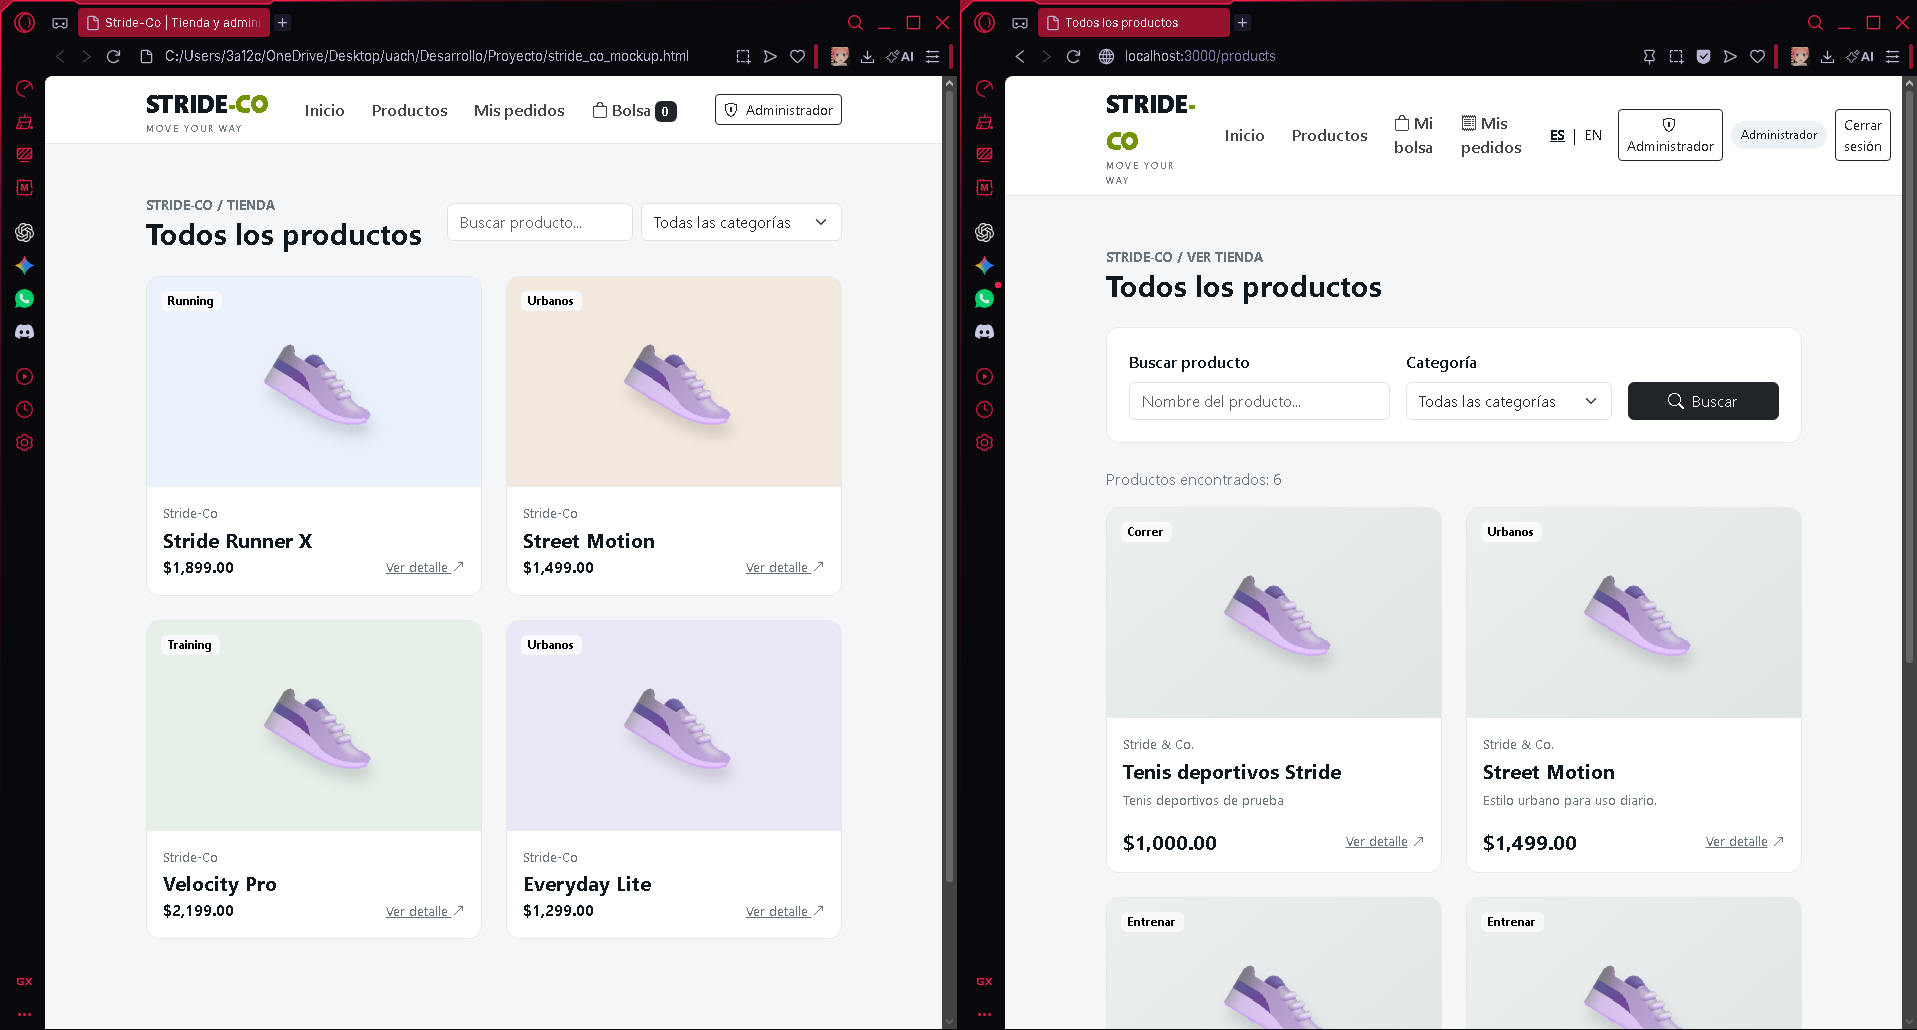 Stride-Co | Tienda y admini
C:/Users/3a12c/OneDrive/Desktop/uach/Desarrollo/Proyecto/stride_co_mockup.html
AI
M
GX
STRIDE-CO
MOVE YOUR WAY
Inicio
Productos
Mis pedidos
Bolsa 0
Administrador
STRIDE-CO / TIENDA
Todos los productos
Buscar producto...
Todas las categorías
Running
Stride-Co
Stride Runner X
$1,899.00
Ver detalle
Urbanos
Stride-Co
Street Motion
$1,499.00
Ver detalle
Training
Stride-Co
Velocity Pro
$2,199.00
Ver detalle
Urbanos
Stride-Co
Everyday Lite
$1,299.00
Ver detalle
Todos los productos
localhost:3000/products
AI
M
GX
STRIDE-
CO
MOVE YOUR
WAY
Inicio
Productos
Mi
bolsa
Mis
pedidos
ES | EN
Administrador
Administrador
Cerrar
sesión
STRIDE-CO / VER TIENDA
Todos los productos
Buscar producto
Nombre del producto...
Categoría
Todas las categorías
Buscar
Productos encontrados: 6
Correr
Stride & Co.
Tenis deportivos Stride
Tenis deportivos de prueba
$1,000.00
Ver detalle
Urbanos
Stride & Co.
Street Motion
Estilo urbano para uso diario.
$1,499.00
Ver detalle
Entrenar
Entrenar